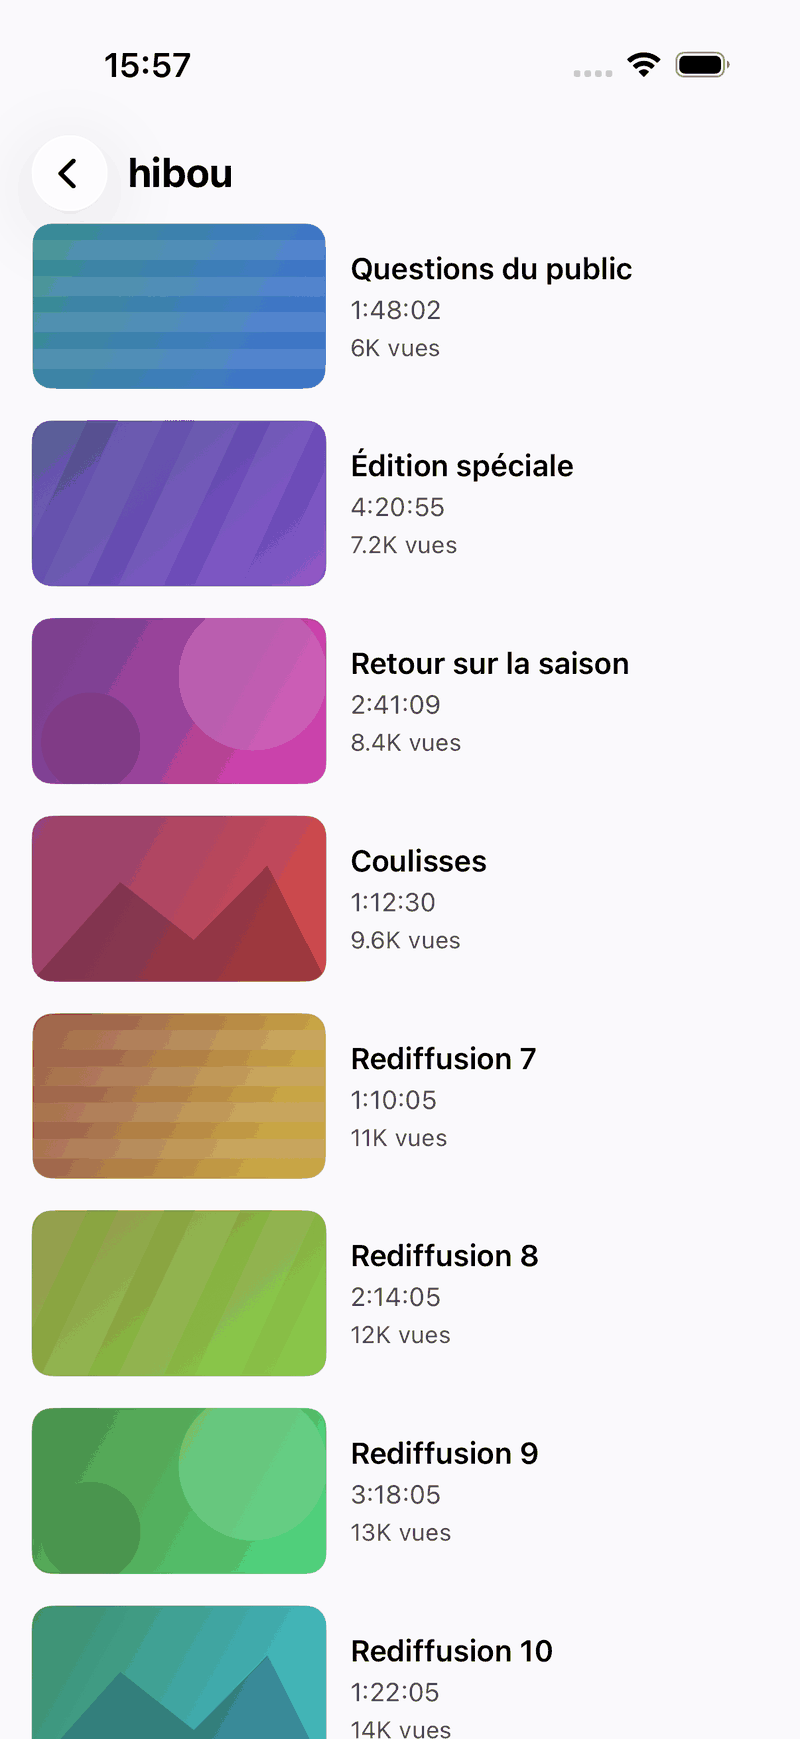 15:57
hibou
Questions du public
1:48:02
6K vues
Édition spéciale
4:20:55
7.2K vues
Retour sur la saison
2:41:09
8.4K vues
Coulisses
1:12:30
9.6K vues
Rediffusion 7
1:10:05
11K vues
Rediffusion 8
2:14:05
12K vues
Rediffusion 9
3:18:05
13K vues
Rediffusion 10
1:22:05
14K vues